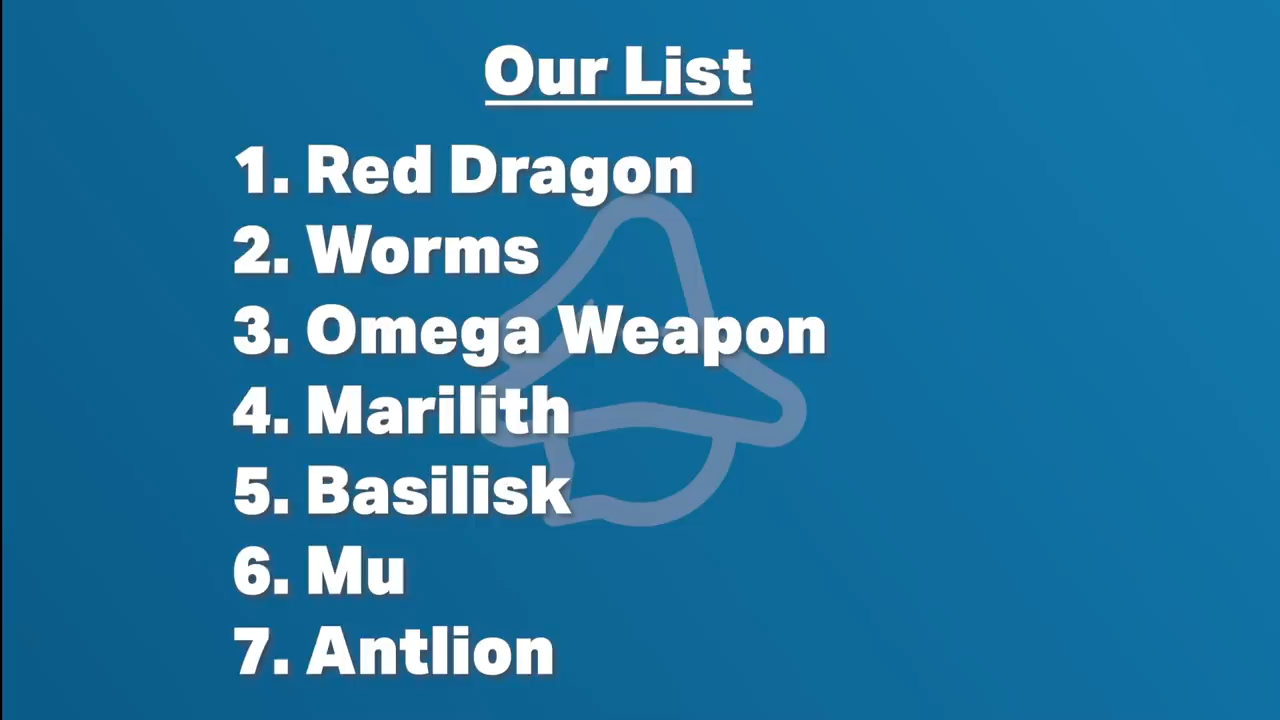 Our List
1. Red Dragon
2. Worms
3. Omega Weapon
4. Marilith
5. Basilisk
6. Mu
7. Antlion